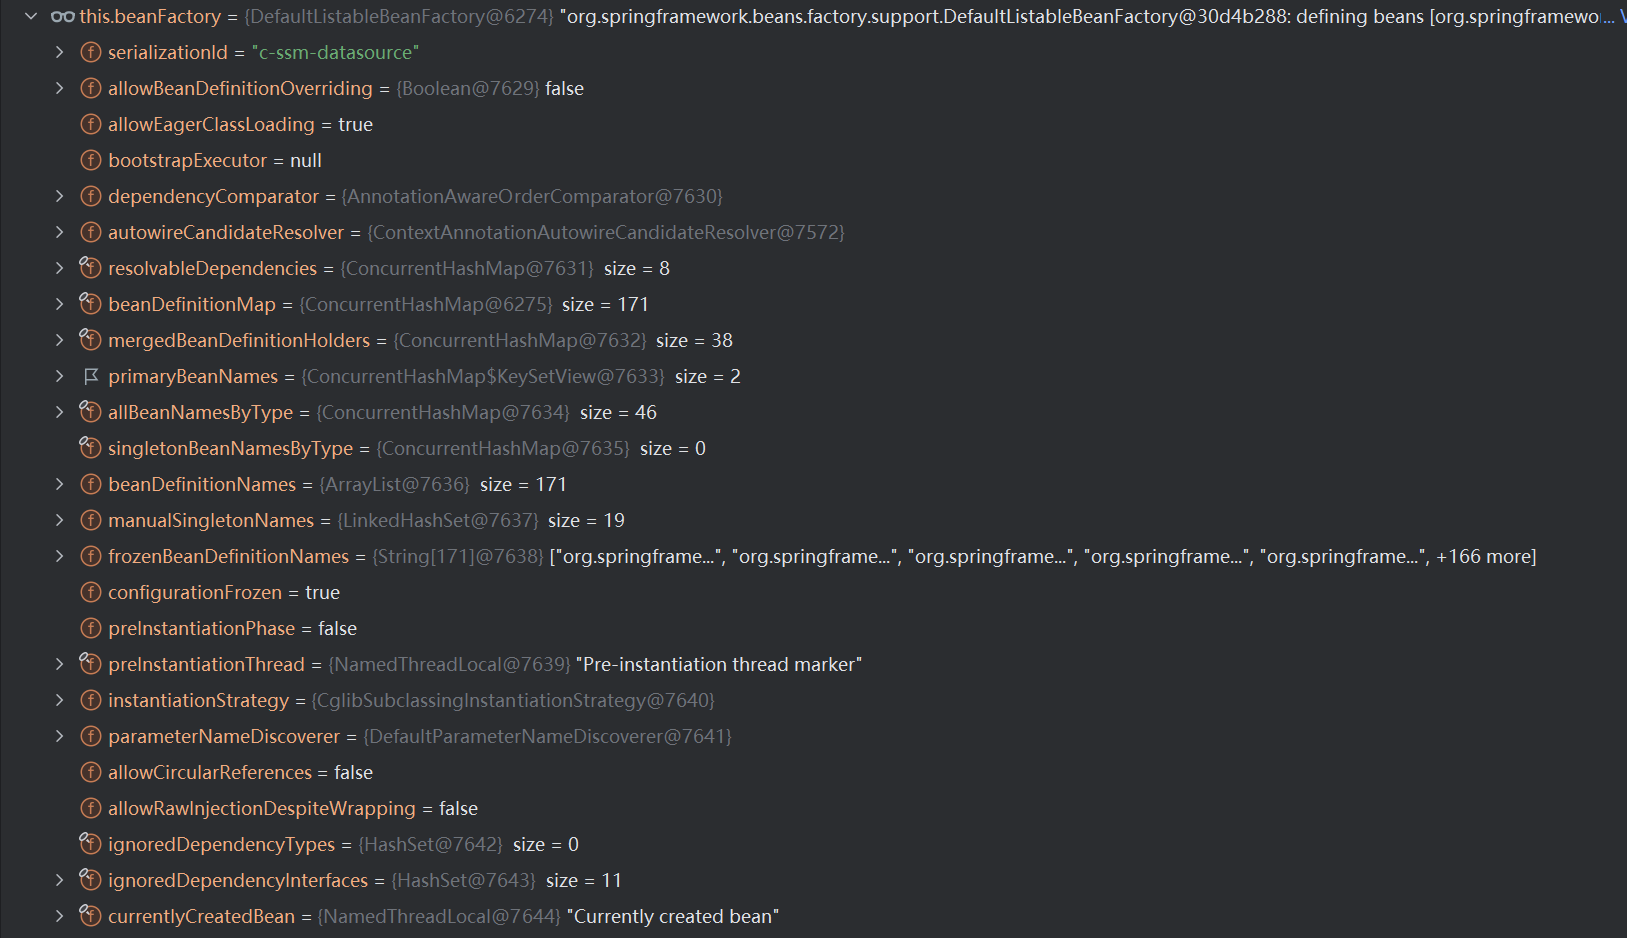 this.beanFactory = {DefaultListableBeanFactory@6274} "org.springframework.beans.factory.support.DefaultListableBeanFactory@30d4b288: defining beans [org.springframewo...
serializationId = "c-ssm-datasource"
allowBeanDefinitionOverriding = {Boolean@7629} false
allowEagerClassLoading = true
bootstrapExecutor = null
dependencyComparator = {AnnotationAwareOrderComparator@7630}
autowireCandidateResolver = {ContextAnnotationAutowireCandidateResolver@7572}
resolvableDependencies = {ConcurrentHashMap@7631} size = 8
beanDefinitionMap = {ConcurrentHashMap@6275} size = 171
mergedBeanDefinitionHolders = {ConcurrentHashMap@7632} size = 38
primaryBeanNames = {ConcurrentHashMap$KeySetView@7633} size = 2
allBeanNamesByType = {ConcurrentHashMap@7634} size = 46
singletonBeanNamesByType = {ConcurrentHashMap@7635} size = 0
beanDefinitionNames = {ArrayList@7636} size = 171
manualSingletonNames = {LinkedHashSet@7637} size = 19
frozenBeanDefinitionNames = {String[171]@7638} ["org.springframe...", "org.springframe...", "org.springframe...", "org.springframe...", "org.springframe...", +166 more]
configurationFrozen = true
preInstantiationPhase = false
preInstantiationThread = {NamedThreadLocal@7639} "Pre-instantiation thread marker"
instantiationStrategy = {CglibSubclassingInstantiationStrategy@7640}
parameterNameDiscoverer = {DefaultParameterNameDiscoverer@7641}
allowCircularReferences = false
allowRawInjectionDespiteWrapping = false
ignoredDependencyTypes = {HashSet@7642} size = 0
ignoredDependencyInterfaces = {HashSet@7643} size = 11
currentlyCreatedBean = {NamedThreadLocal@7644} "Currently created bean"